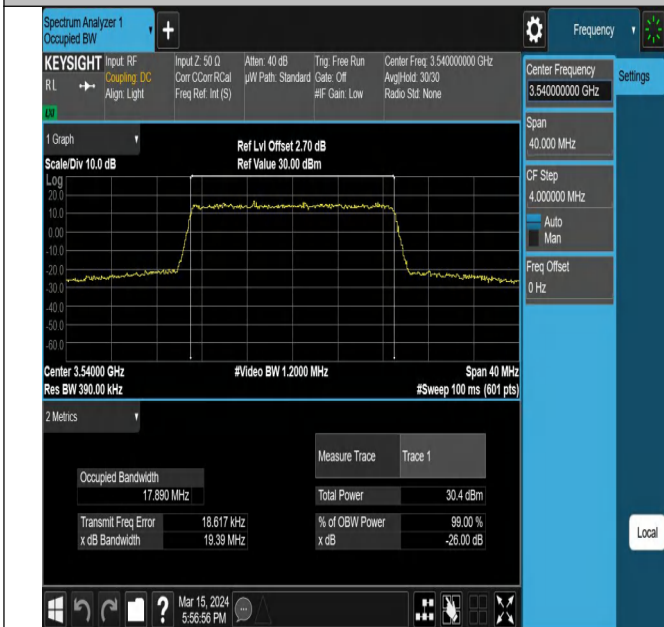 Spectrum Analyzer 1
Occupied BW
Frequency
KEYSIGHT
RL
Input: RF
Coupling: DC
Align: Light
Input Z: 50 Ω
Corr CCorr RCal
Freq Ref: Int (S)
Atten: 40 dB
µW Path: Standard
Trig: Free Run
Gate: Off
#IF Gain: Low
Center Freq: 3.540000000 GHz
Avg|Hold: 30/30
Radio Std: None
Center Frequency
3.540000000 GHz
Settings
Span
40.000 MHz
CF Step
4.000000 MHz
Auto
Man
Freq Offset
0 Hz
1 Graph
Scale/Div 10.0 dB
Ref Lvl Offset 2.70 dB
Ref Value 30.00 dBm
Log
20.0
10.0
0.00
-10.0
-20.0
-30.0
-40.0
-50.0
-60.0
Center 3.54000 GHz
#Video BW 1.2000 MHz
Span 40 MHz
Res BW 390.00 kHz
#Sweep 100 ms (601 pts)
2 Metrics
Measure Trace
Trace 1
Occupied Bandwidth
17.890 MHz
Total Power
30.4 dBm
Transmit Freq Error
18.617 kHz
% of OBW Power
99.00 %
x dB Bandwidth
19.39 MHz
x dB
-26.00 dB
Local
?
Mar 15, 2024
5:56:56 PM